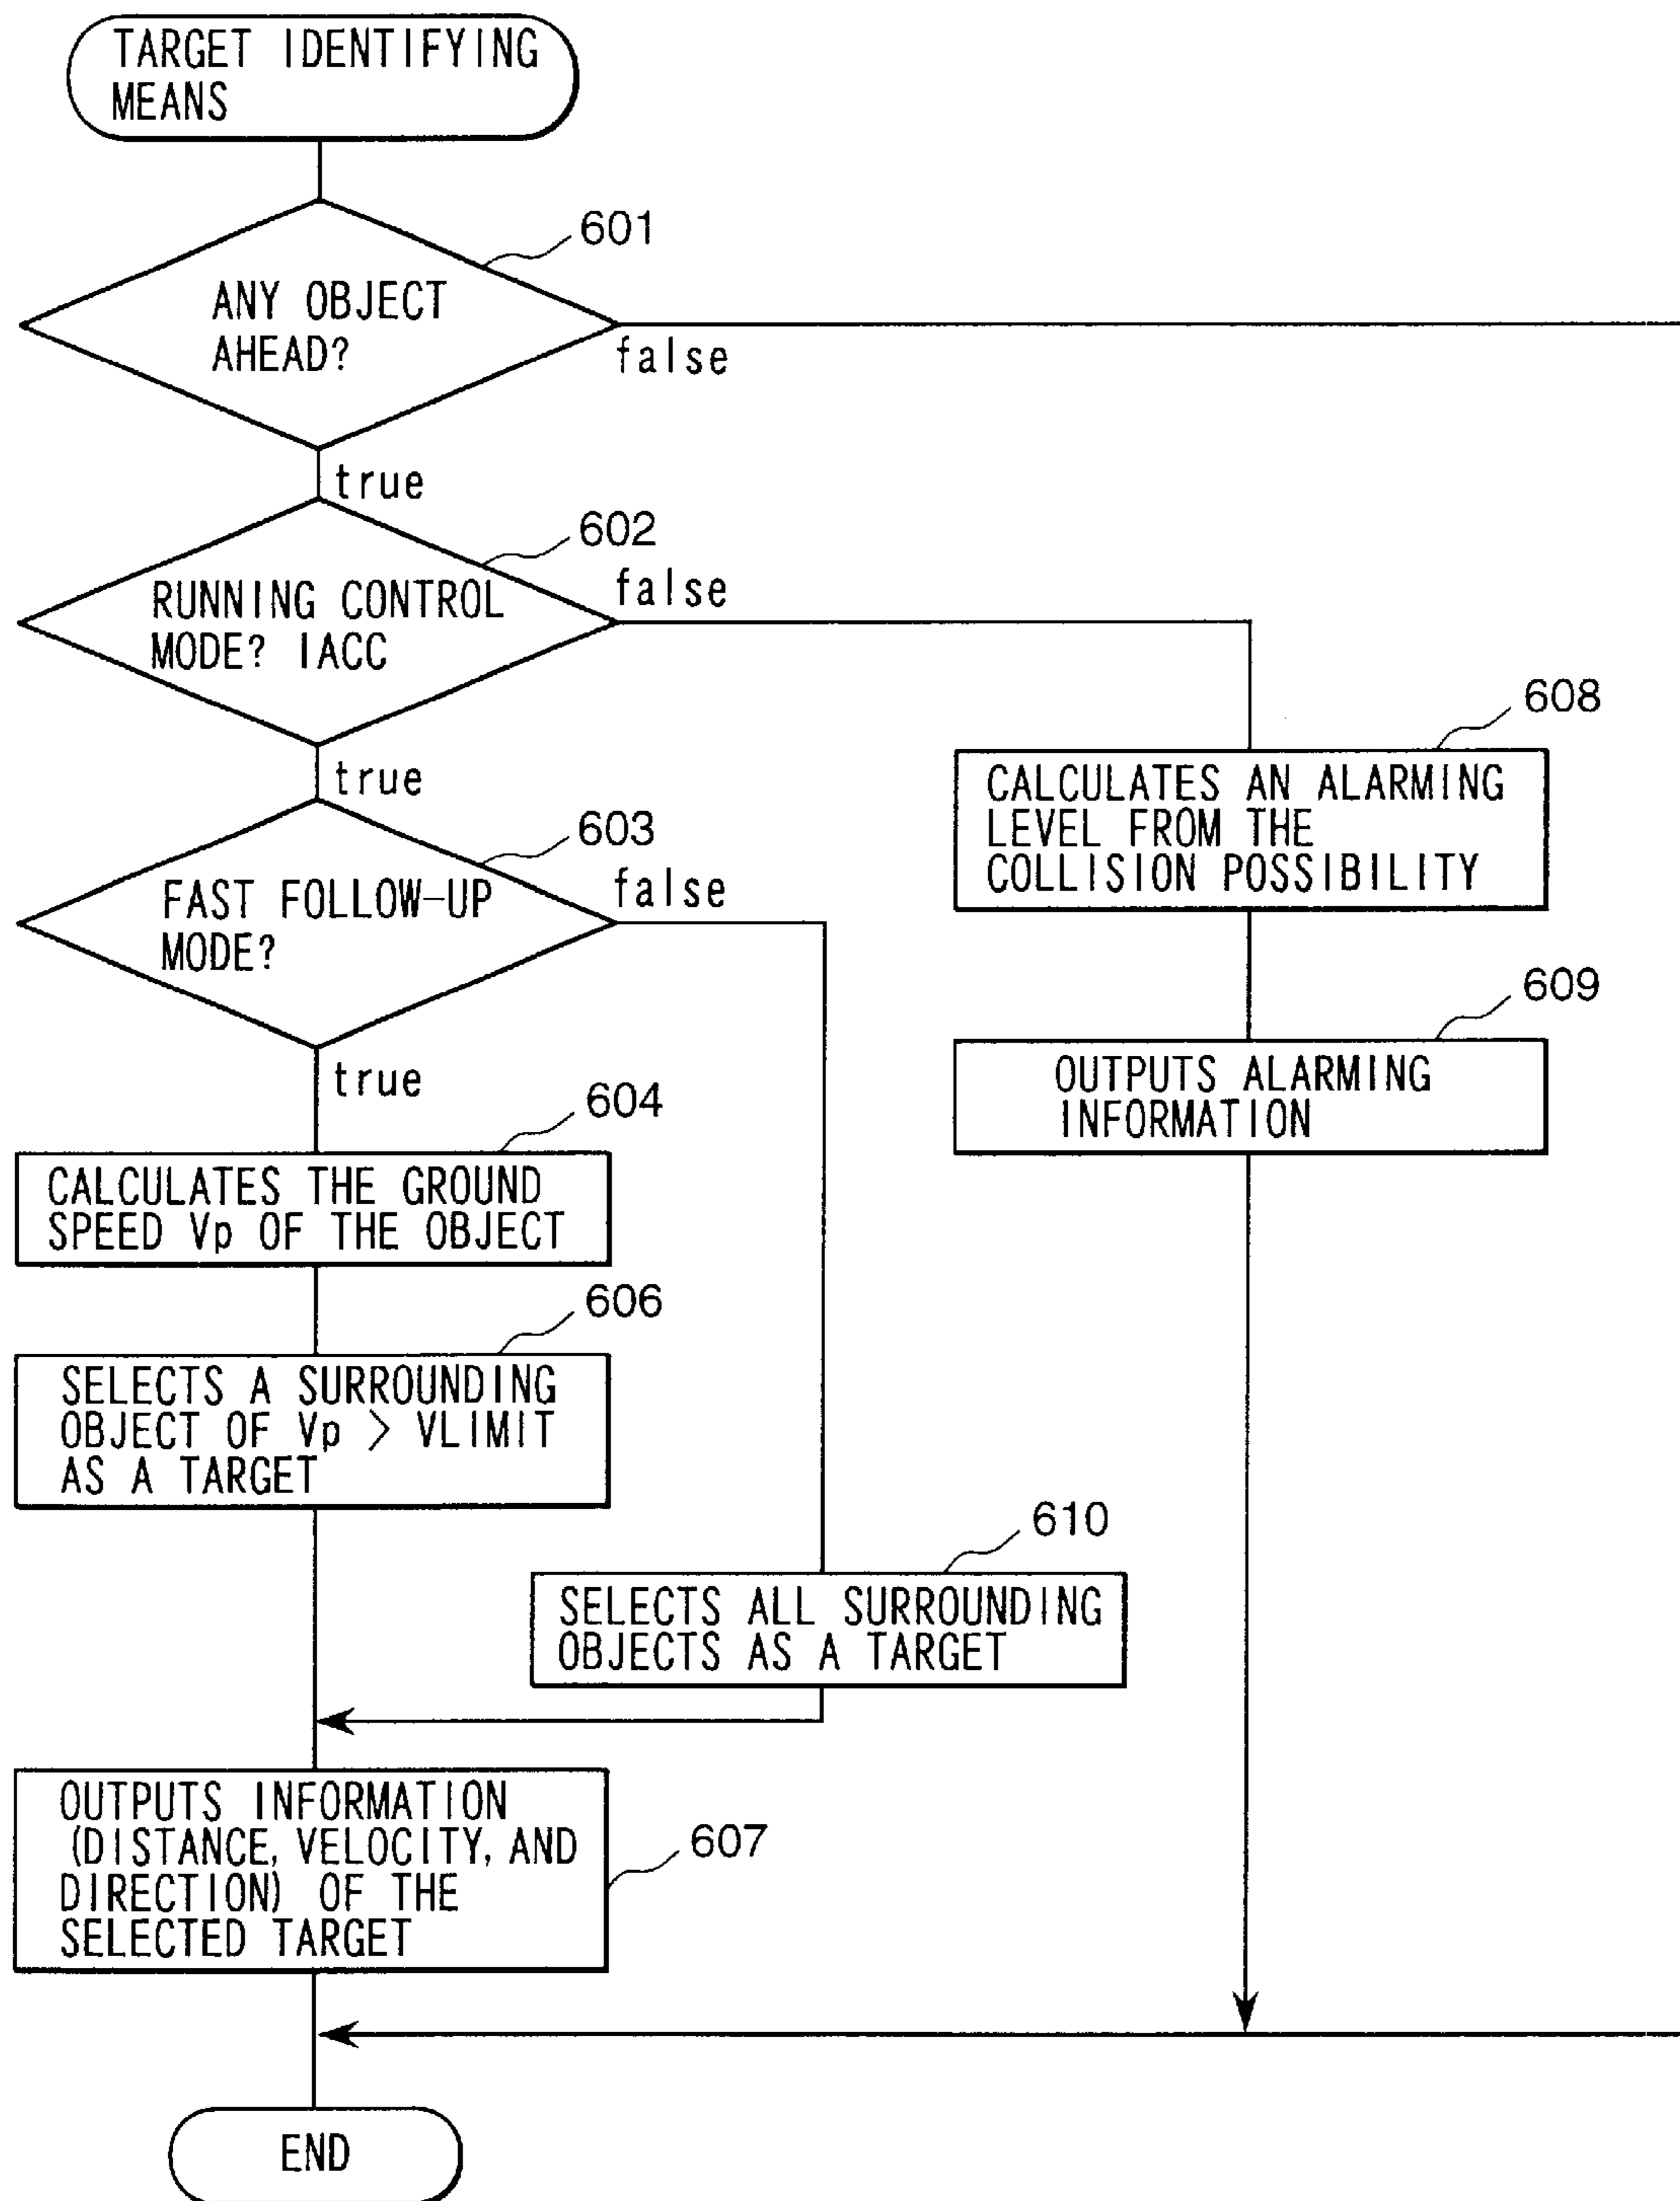 TARGET IDENTIFYING
MEANS
601
ANY OBJECT
AHEAD?
false
true
602
RUNNING CONTROL
MODE? IACC
false
true
603
FAST FOLLOW-UP
MODE?
false
true
608
CALCULATES AN ALARMING
LEVEL FROM THE
COLLISION POSSIBILITY
609
OUTPUTS ALARMING
INFORMATION
604
CALCULATES THE GROUND
SPEED Vp OF THE OBJECT
606
SELECTS A SURROUNDING
OBJECT OF Vp > VLIMIT
AS A TARGET
610
SELECTS ALL SURROUNDING
OBJECTS AS A TARGET
607
OUTPUTS INFORMATION
(DISTANCE, VELOCITY, AND
DIRECTION) OF THE
SELECTED TARGET
END